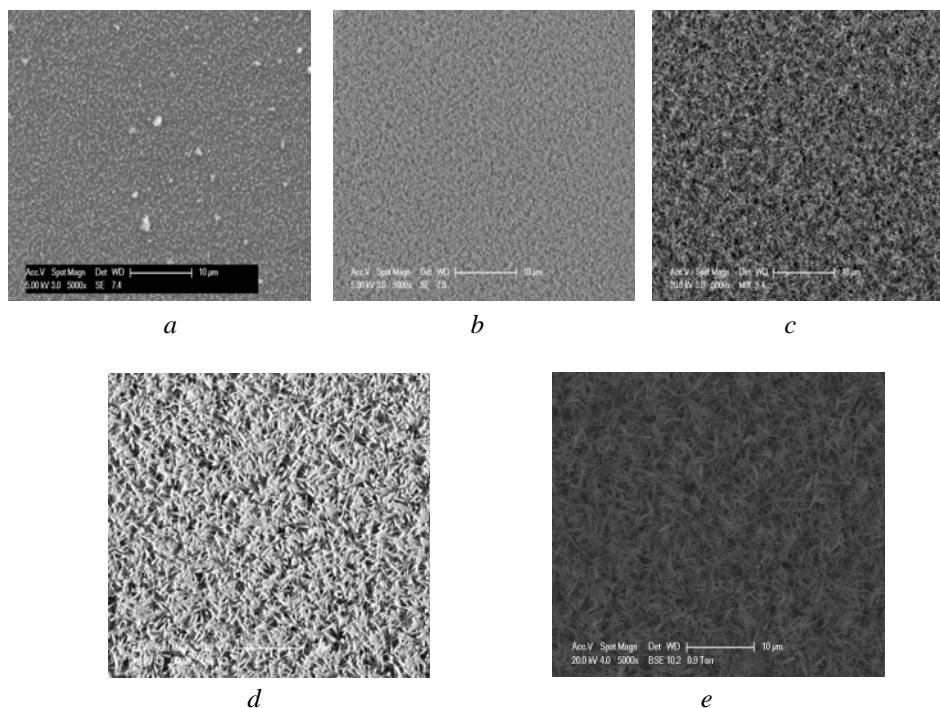 Acc.V Spot Magn Det WD 10 µm
5.00 kV 3.0 5000x SE 7.4
Acc.V Spot Magn Det WD 10 µm
5.00 kV 3.0 5000x SE 7.0
Acc.V Spot Magn Det WD 10 µm
20.0 kV 3.0 5000x MIX 9.4
a
b
c
Acc.V Spot Magn Det WD 10 µm
20.0 kV 4.0 5000x BSE 10.2 0.9 Torr
d
e